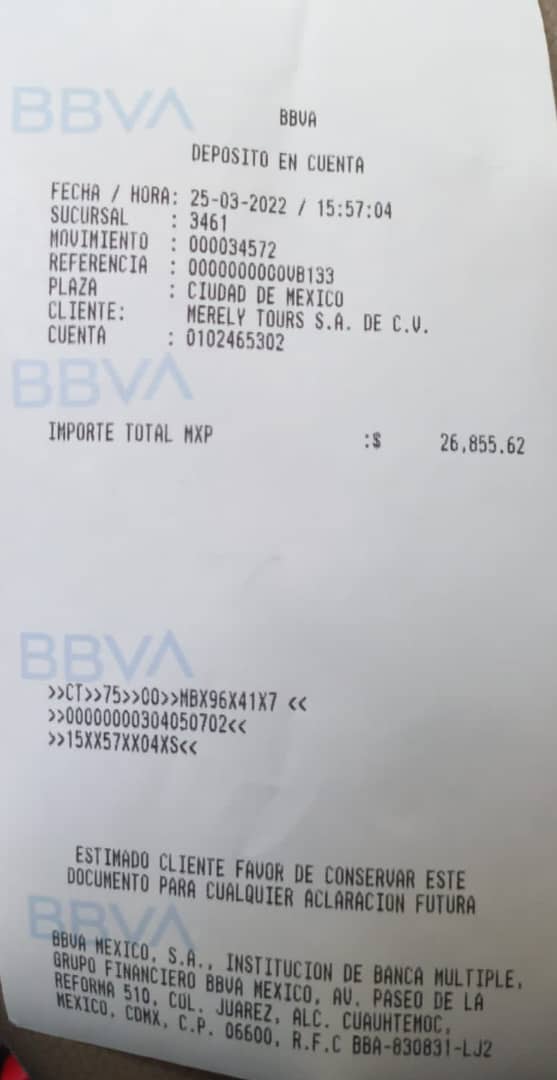 BBVA
BBVA
DEPOSITO EN CUENTA
FECHA / HORA: 25-03-2022 / 15:57:04
SUCURSAL : 3461
MOVIMIENTO : 000034572
REFERENCIA : 0000000000VB133
PLAZA : CIUDAD DE MEXICO
CLIENTE: MERELY TOURS S.A. DE C.V.
CUENTA : 0102465302
BBVA
IMPORTE TOTAL MXP :$ 26,855.62
BBVA
>>CT>>75>>00>>MBX96X41X7 <<
>>00000000304050702<<
>>15XX57XX04XS<<
ESTIMADO CLIENTE FAVOR DE CONSERVAR ESTE
DOCUMENTO PARA CUALQUIER ACLARACION FUTURA
BBVA
BBVA MEXICO, S.A., INSTITUCION DE BANCA MULTIPLE,
GRUPO FINANCIERO BBVA MEXICO, AV. PASEO DE LA
REFORMA 510, COL. JUAREZ, ALC. CUAUHTEMOC,
MEXICO, CDMX, C.P. 06600, R.F.C BBA-830831-LJ2